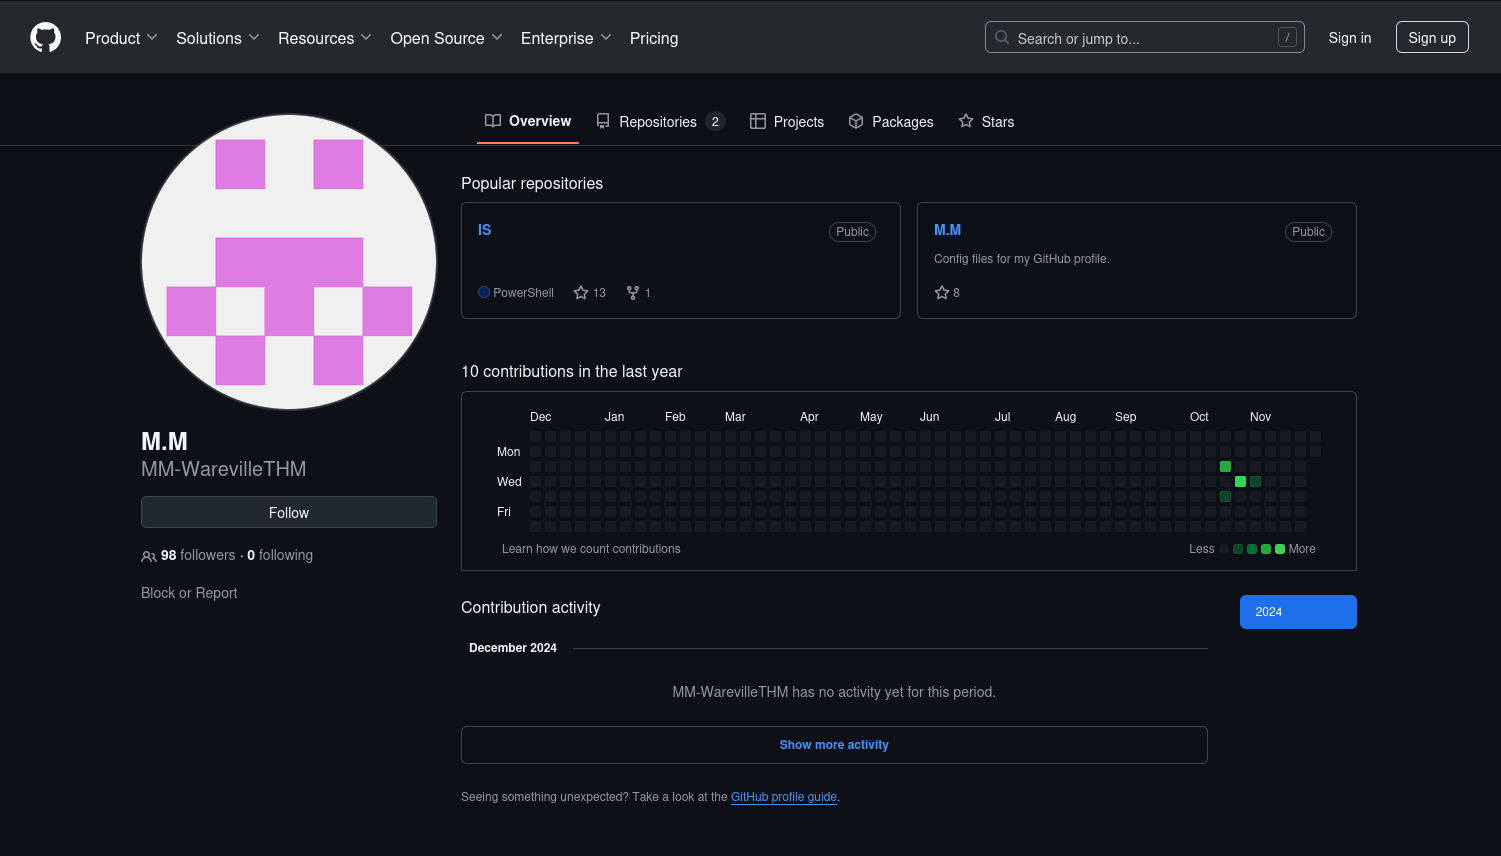 Product Solutions Resources Open Source Enterprise Pricing Search or jump to... / Sign in Sign up
Overview Repositories 2 Projects Packages Stars
M.M
MM-WarevilleTHM
Follow
98 followers · 0 following
Block or Report
Popular repositories
IS Public
PowerShell 13 1
M.M Public
Config files for my GitHub profile.
8
10 contributions in the last year
Dec Jan Feb Mar Apr May Jun Jul Aug Sep Oct Nov
Mon
Wed
Fri
Learn how we count contributions Less More
Contribution activity
2024
December 2024
MM-WarevilleTHM has no activity yet for this period.
Show more activity
Seeing something unexpected? Take a look at the GitHub profile guide.